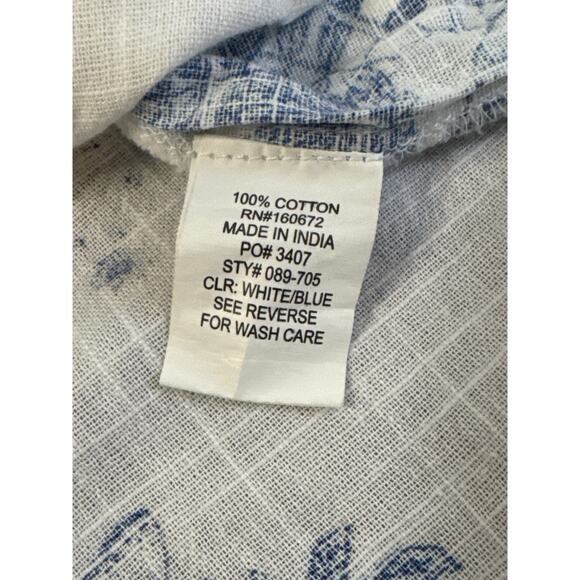 100% COTTON
RN#160672
MADE IN INDIA
PO# 3407
STY# 089-705
CLR: WHITE/BLUE
SEE REVERSE
FOR WASH CARE